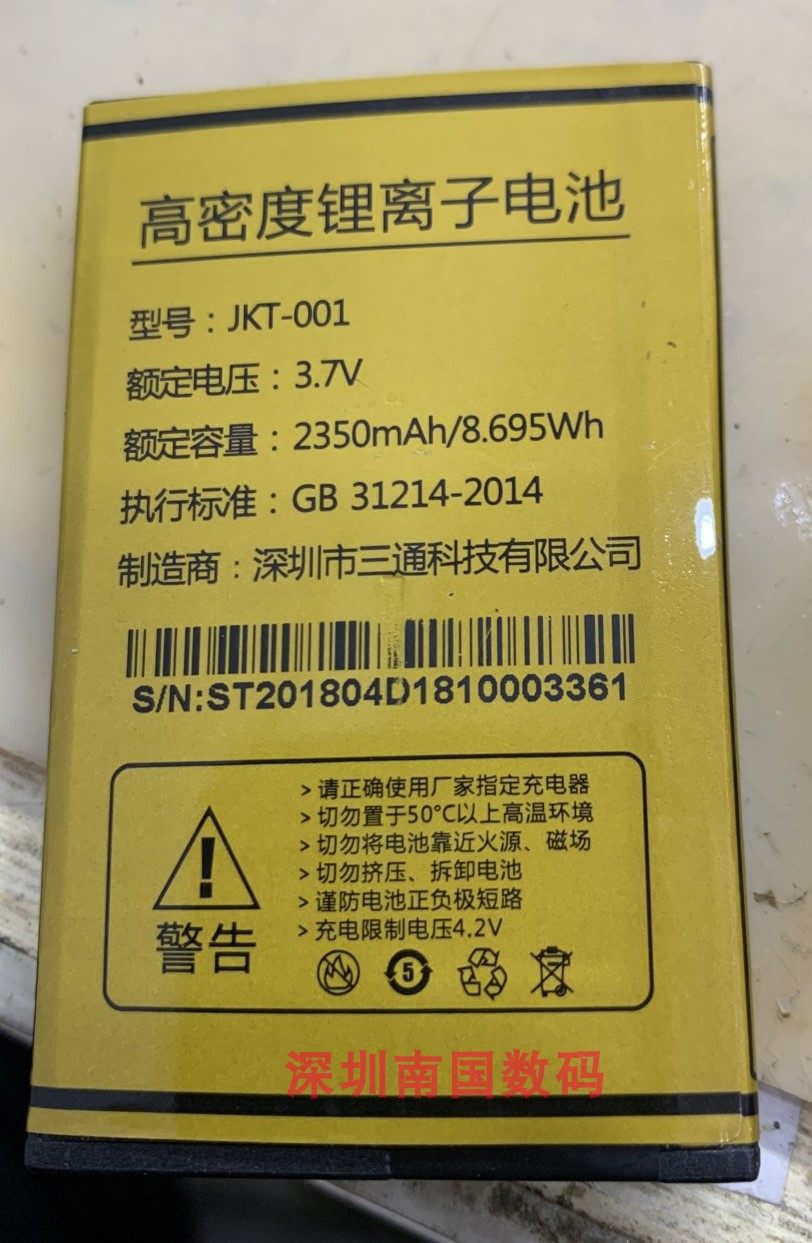 高密度锂离子电池
型号：JKT-001
额定电压：3.7V
额定容量：2350mAh/8.695Wh
执行标准：GB 31214-2014
制造商：深圳市三通科技有限公司
S/N:ST201804D1810003361
>请正确使用厂家指定充电器
>切勿置于50°C以上高温环境
>切勿将电池靠近火源、磁场
>切勿挤压、拆卸电池
>谨防电池正负极短路
>充电限制电压4.2V
警告
5
深圳南国数码